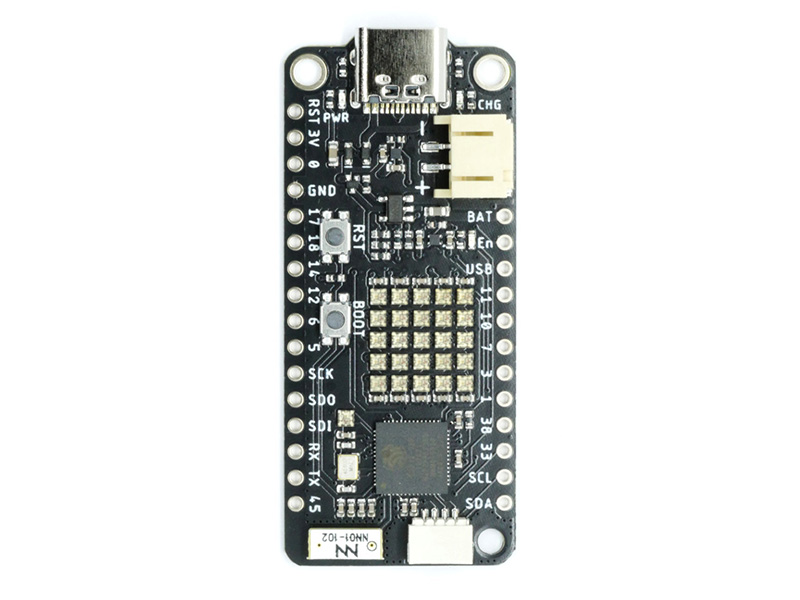 CHG
PWR
-
+
RST
3V
0
GND
17
18
14
12
6
5
SCK
SDO
SDI
RX
TX
45
RST
BOOT
BAT
En
USB
11
10
7
3
1
38
33
SCL
SDA
NN
NN01-102